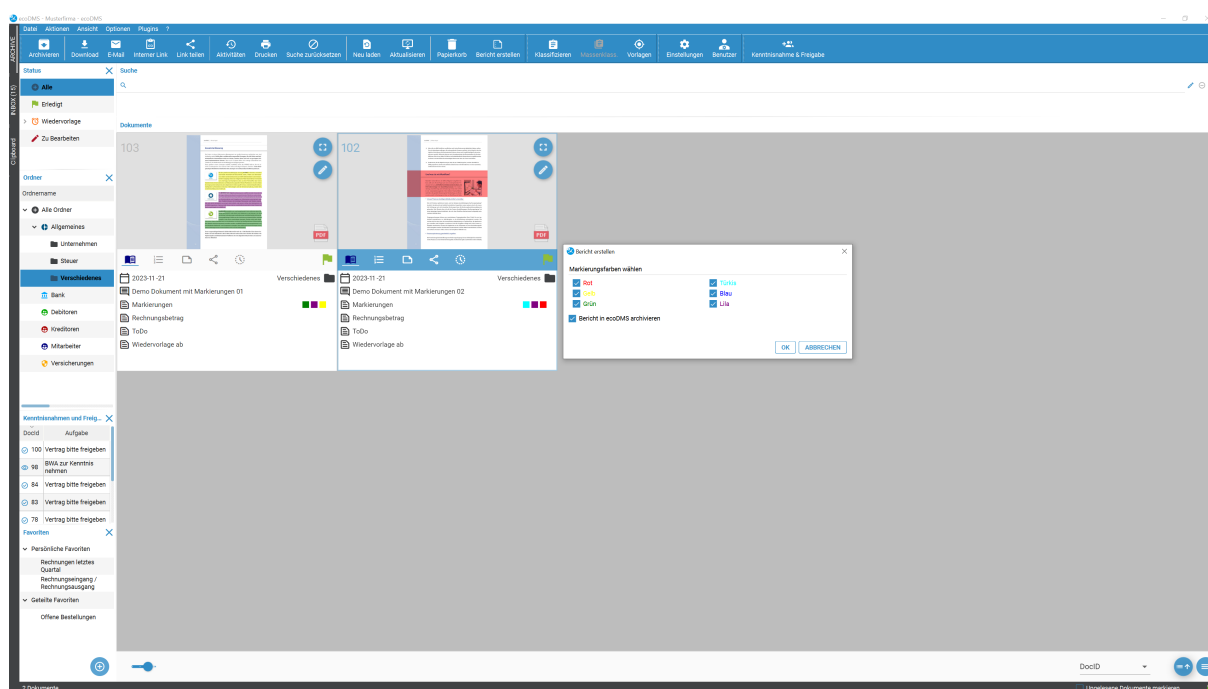 ecoDMS - Musterfirma - ecoDMS
Datei Aktionen Ansicht Optionen Plugins ?
Archivieren Download E-Mail Interner Link Link teilen Aktivitäten Drucken Suche zurücksetzen Neu laden Aktualisieren Papierkorb Bericht erstellen Klassifizieren Masterklass. Vorlagen Einstellungen Benutzer Kenntnisnahme & Freigabe
ARCHIVE
INBOX (15)
Clipboard
Status
Alle
Erledigt
Wiedervorlage
Zu Bearbeiten
Ordner
Ordnername
Alle Ordner
Allgemeines
Unternehmen
Steuer
Verschiedenes
Bank
Debitoren
Kreditoren
Mitarbeiter
Versicherungen
Kenntnisnahmen und Freig...
DocId Aufgabe
100 Vertrag bitte freigeben
98 BWA zur Kenntnis
nehmen
84 Vertrag bitte freigeben
83 Vertrag bitte freigeben
78 Vertrag bitte freigeben
Favoriten
Persönliche Favoriten
Rechnungen letztes
Quartal
Rechnungseingang /
Rechnungsausgang
Geteilte Favoriten
Offene Bestellungen
Suche
Dokumente
103
PDF
2023-11-21 Verschiedenes
Demo Dokument mit Markierungen 01
Markierungen
Rechnungsbetrag
ToDo
Wiedervorlage ab
102
PDF
2023-11-21 Verschiedenes
Demo Dokument mit Markierungen 02
Markierungen
Rechnungsbetrag
ToDo
Wiedervorlage ab
Bericht erstellen
Markierungsfarben wählen
Rot Türkis
Blau
Grün Lila
Bericht in ecoDMS archivieren
OK ABBRECHEN
DocID
2 Dokumente
Ungelesene Dokumente markieren